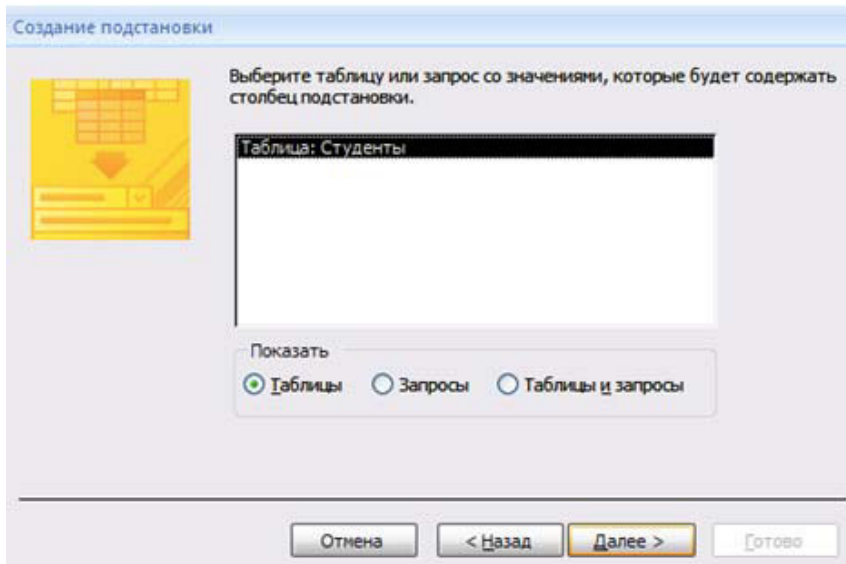 Создание подстановки
Выберите таблицу или запрос со значениями, которые будет содержать
столбец подстановки.
Таблица: Студенты
Показать
Таблицы Запросы Таблицы и запросы
Отмена < Назад Далее > Готово